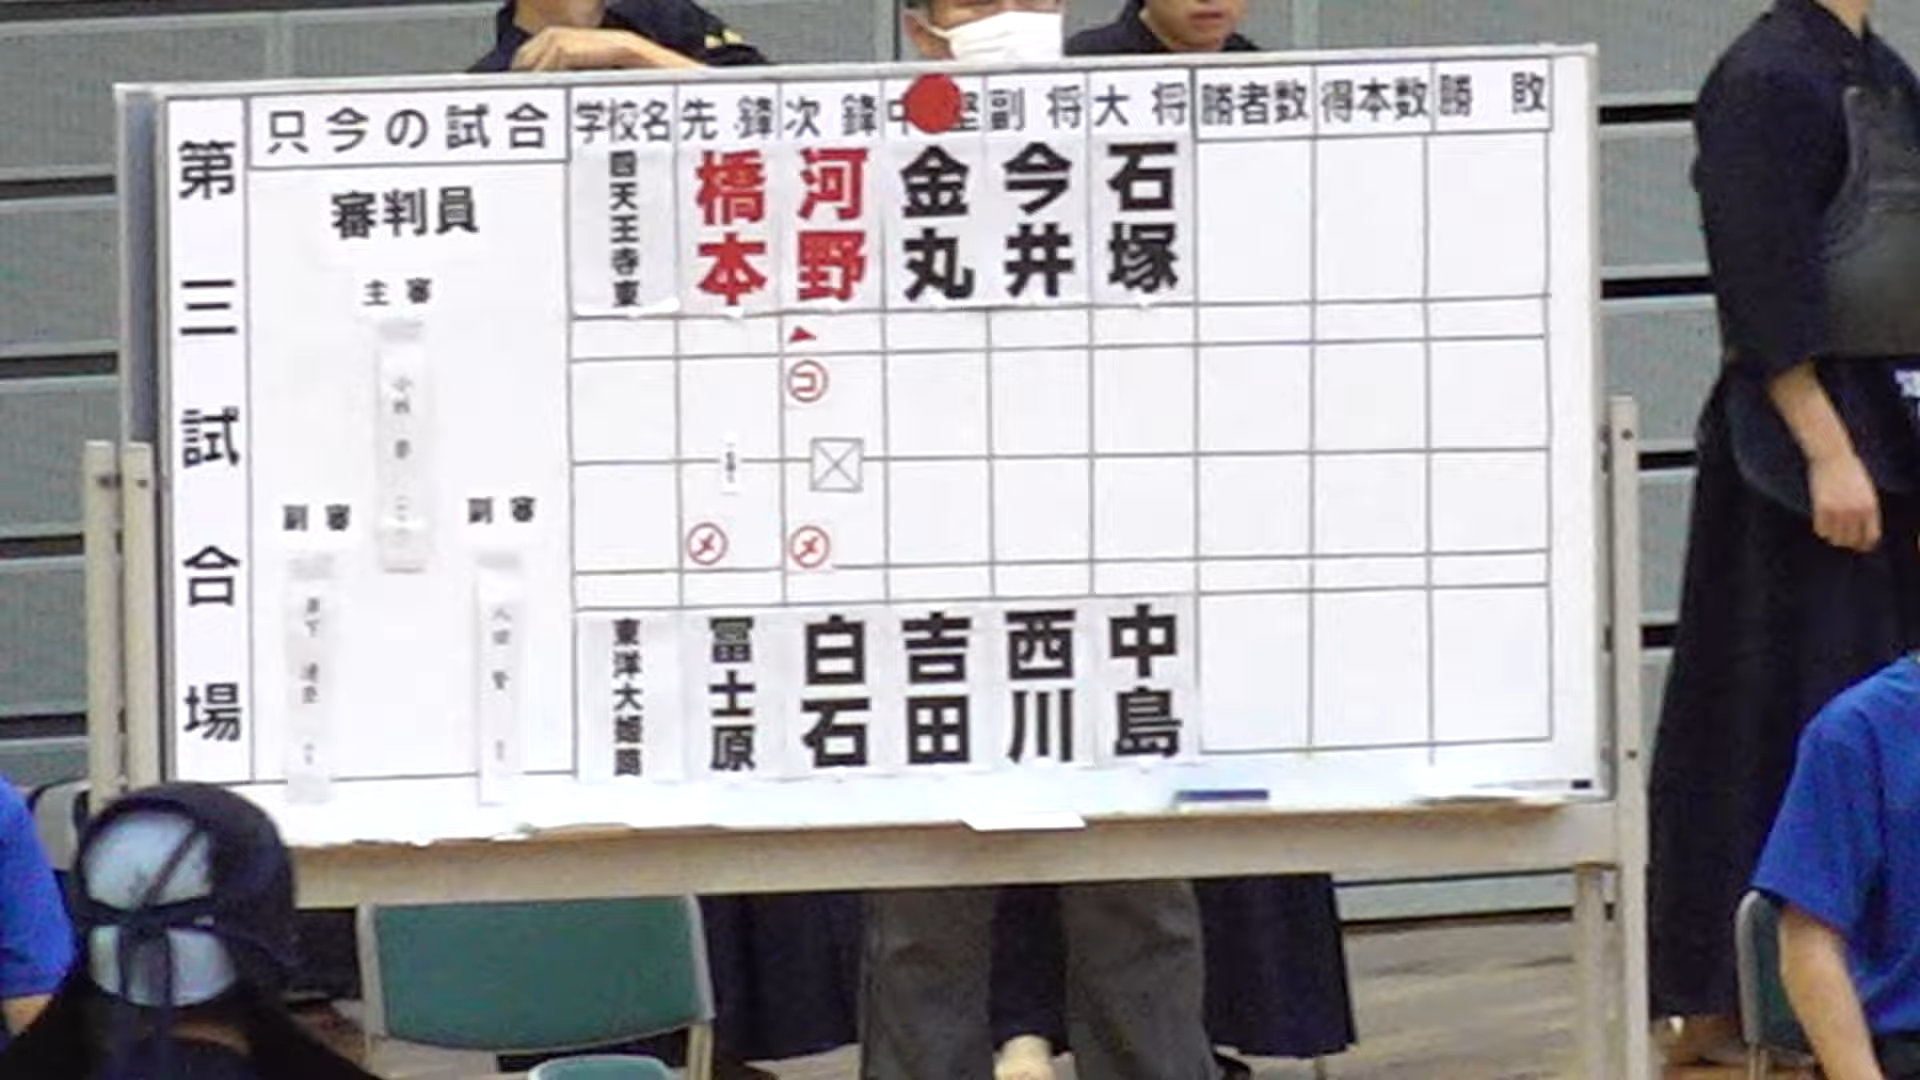 第三試合場
只今の試合
審判員
主審
副審
副審
学校名 先鋒 次鋒 中堅 副将 大将 勝者数 得本数 勝敗
四天王寺東 橋本 河野 金丸 今井 石塚
コ
メ メ
東洋大姫路 冨士原 白石 吉田 西川 中島